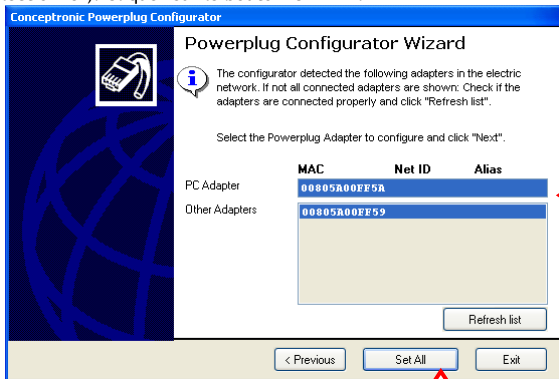 Conceptronic Powerplug Configurator
Powerplug Configurator Wizard
The configurator detected the following adapters in the electric
network. If not all connected adapters are shown: Check if the
adapters are connected properly and click "Refresh list".
Select the Powerplug Adapter to configure and click "Next".
MAC Net ID Alias
PC Adapter 00805A00FF5A
Other Adapters 00805A00FF59
Refresh list
< Previous Set All Exit